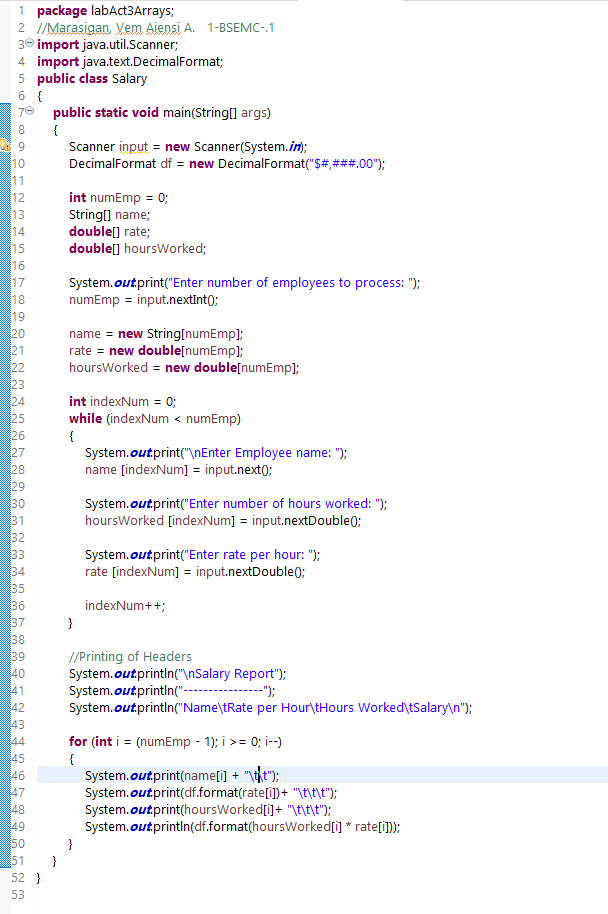 1 package labAct3Arrays;
2 //Marasigan, Vem Aiensi A.   1-BSEMC-.1
3 import java.util.Scanner;
4 import java.text.DecimalFormat;
5 public class Salary
6 {
7     public static void main(String[] args)
8     {
9         Scanner input = new Scanner(System.in);
10         DecimalFormat df = new DecimalFormat("$#,###.00");
11
12         int numEmp = 0;
13         String[] name;
14         double[] rate;
15         double[] hoursWorked;
16
17         System.out.print("Enter number of employees to process: ");
18         numEmp = input.nextInt();
19
20         name = new String[numEmp];
21         rate = new double[numEmp];
22         hoursWorked = new double[numEmp];
23
24         int indexNum = 0;
25         while (indexNum < numEmp)
26         {
27             System.out.print("\nEnter Employee name: ");
28             name [indexNum] = input.next();
29
30             System.out.print("Enter number of hours worked: ");
31             hoursWorked [indexNum] = input.nextDouble();
32
33             System.out.print("Enter rate per hour: ");
34             rate [indexNum] = input.nextDouble();
35
36             indexNum++;
37         }
38
39         //Printing of Headers
40         System.out.println("\nSalary Report");
41         System.out.println("----------------");
42         System.out.println("Name\tRate per Hour\tHours Worked\tSalary\n");
43
44         for (int i = (numEmp - 1); i >= 0; i--)
45         {
46             System.out.print(name[i] + "\t\t");
47             System.out.print(df.format(rate[i])+ "\t\t\t");
48             System.out.print(hoursWorked[i]+ "\t\t\t");
49             System.out.println(df.format(hoursWorked[i] * rate[i]));
50         }
51     }
52 }
53